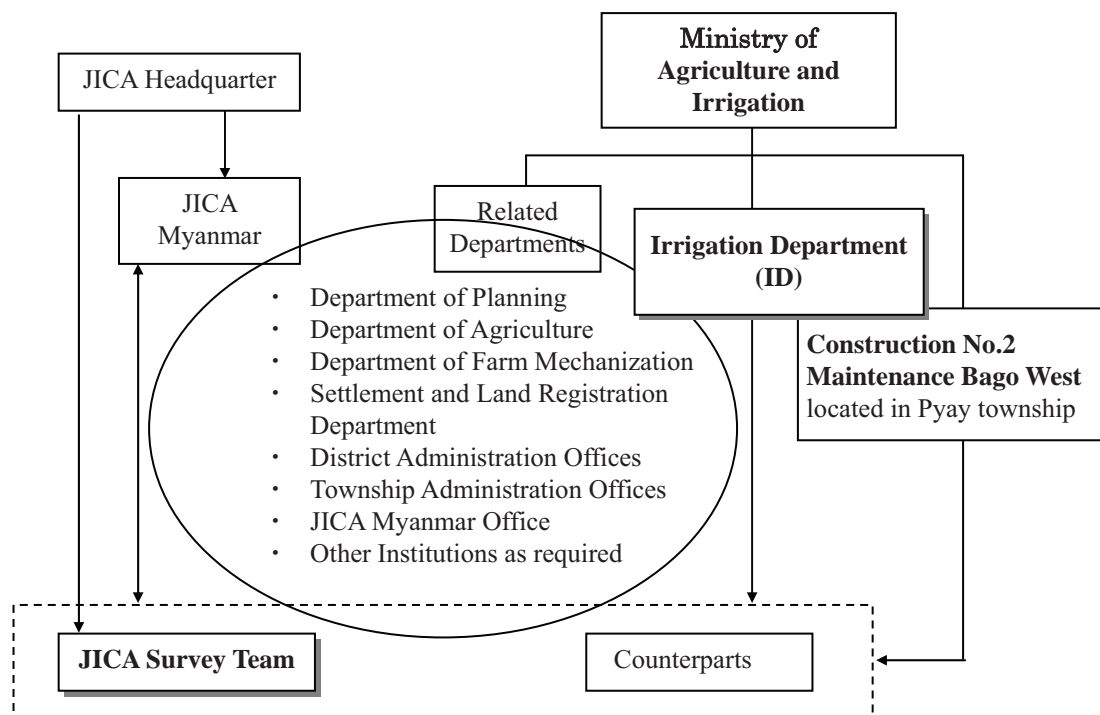 JICA Headquarter
Ministry of
Agriculture and
Irrigation
JICA
Myanmar
Related
Departments
Irrigation Department
(ID)
・ Department of Planning
・ Department of Agriculture
・ Department of Farm Mechanization
・ Settlement and Land Registration
Department
・ District Administration Offices
・ Township Administration Offices
・ JICA Myanmar Office
・ Other Institutions as required
Construction No.2
Maintenance Bago West
located in Pyay township
JICA Survey Team
Counterparts